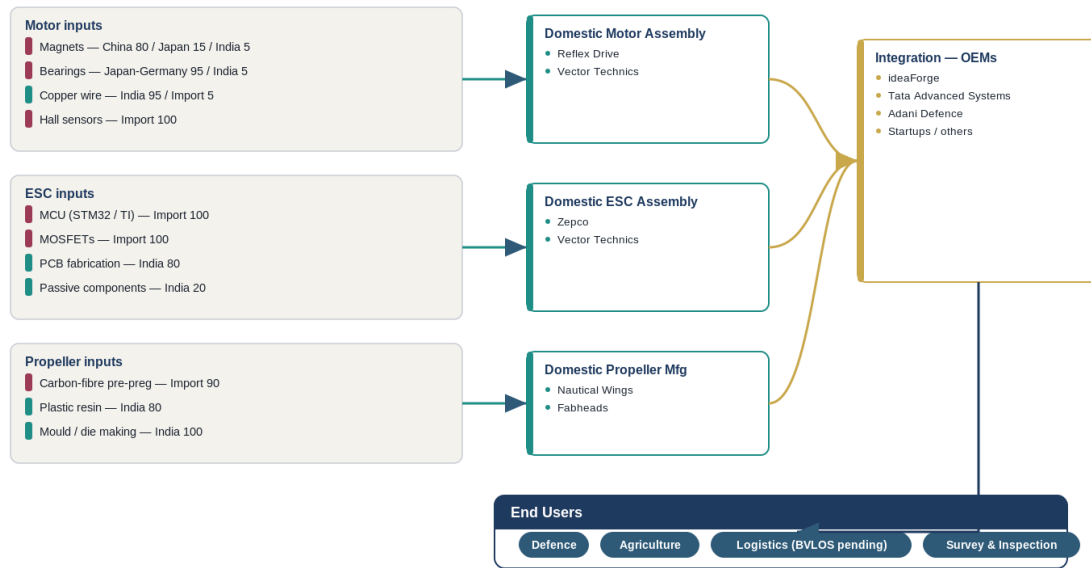 Motor inputs
Magnets — China 80 / Japan 15 / India 5
Bearings — Japan-Germany 95 / India 5
Copper wire — India 95 / Import 5
Hall sensors — Import 100
Domestic Motor Assembly
Reflex Drive
Vector Technics
Integration — OEMs
ideaForge
Tata Advanced Systems
Adani Defence
Startups / others
ESC inputs
MCU (STM32 / TI) — Import 100
MOSFETs — Import 100
PCB fabrication — India 80
Passive components — India 20
Domestic ESC Assembly
Zepco
Vector Technics
Propeller inputs
Carbon-fibre pre-preg — Import 90
Plastic resin — India 80
Mould / die making — India 100
Domestic Propeller Mfg
Nautical Wings
Fabheads
End Users
Defence
Agriculture
Logistics (BVLOS pending)
Survey & Inspection